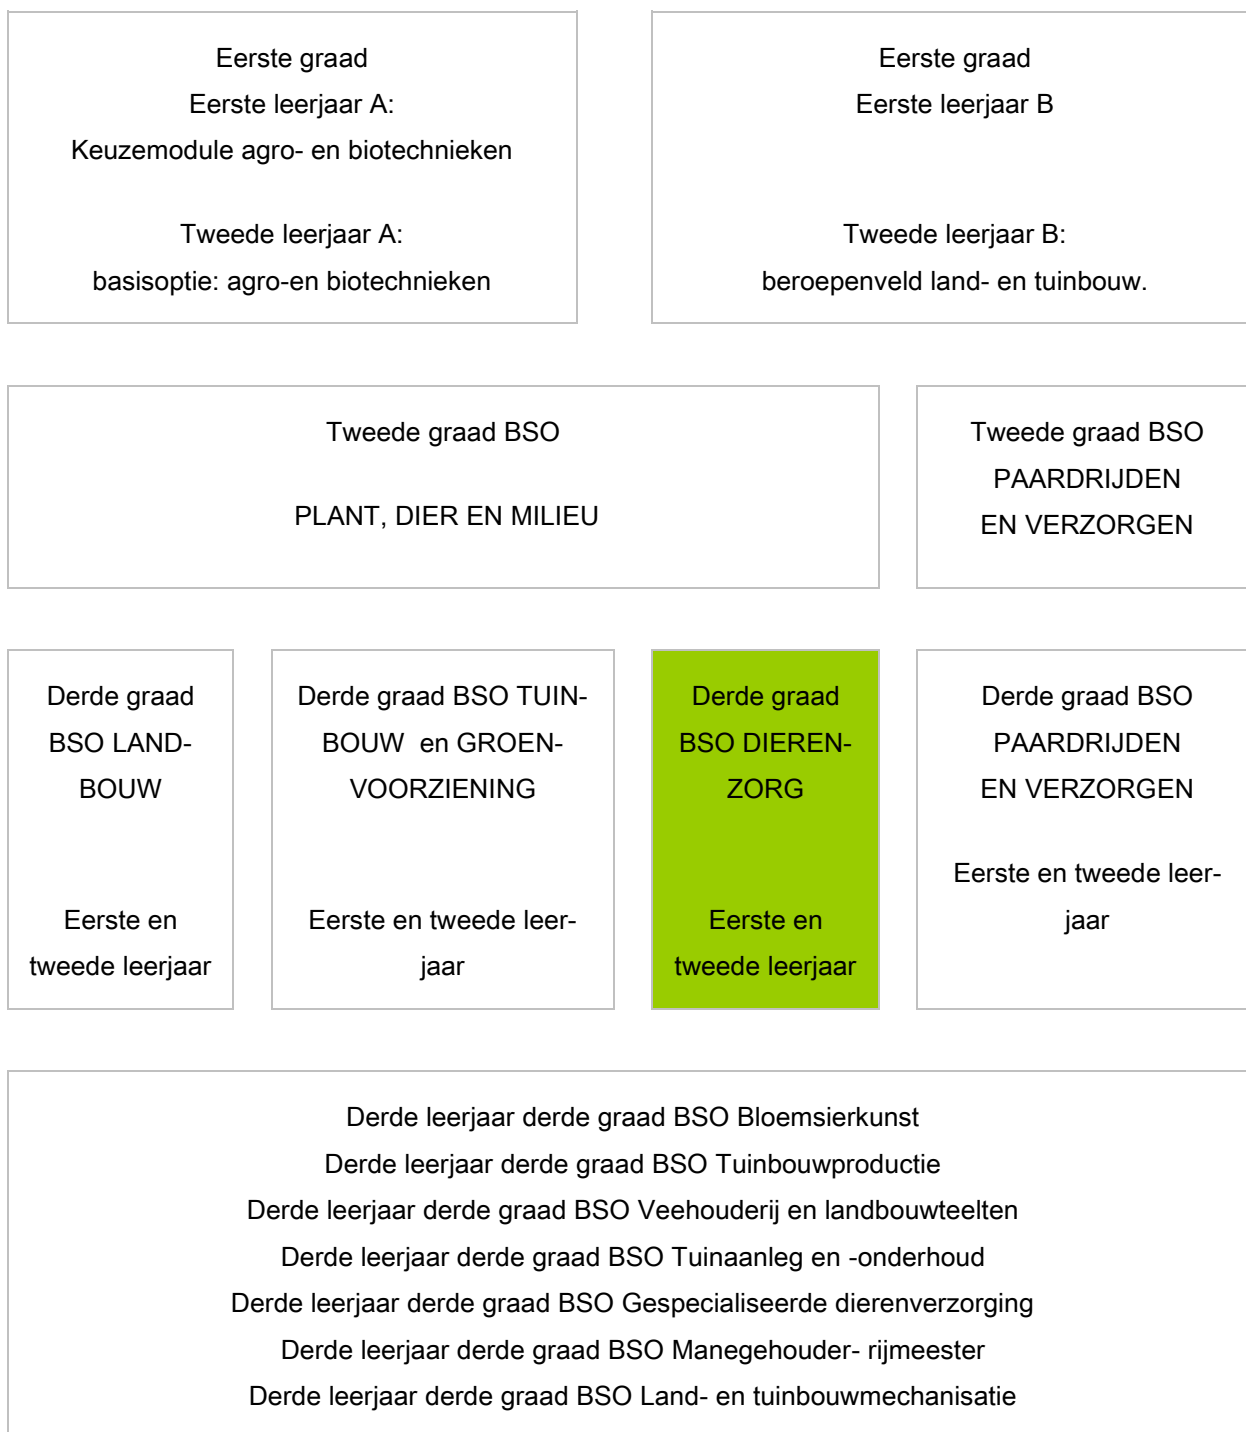 Eerste graad
Eerste leerjaar A:
Keuzemodule agro- en biotechnieken
Tweede leerjaar A:
basisoptie: agro-en biotechnieken
Eerste graad
Eerste leerjaar B
Tweede leerjaar B:
beroepenveld land- en tuinbouw.
Tweede graad BSO
PLANT, DIER EN MILIEU
Tweede graad BSO
PAARDRIJDEN
EN VERZORGEN
Derde graad
BSO LAND-
BOUW
Eerste en
tweede leerjaar
Derde graad BSO TUIN-
BOUW en GROEN-
VOORZIENING
Eerste en tweede leer-
jaar
Derde graad
BSO DIEREN-
ZORG
Eerste en
tweede leerjaar
Derde graad BSO
PAARDRIJDEN
EN VERZORGEN
Eerste en tweede leer-
jaar
Derde leerjaar derde graad BSO Bloemsierkunst
Derde leerjaar derde graad BSO Tuinbouwproductie
Derde leerjaar derde graad BSO Veehouderij en landbouwteelten
Derde leerjaar derde graad BSO Tuinaanleg en -onderhoud
Derde leerjaar derde graad BSO Gespecialiseerde dierenverzorging
Derde leerjaar derde graad BSO Manegehouder- rijmeester
Derde leerjaar derde graad BSO Land- en tuinbouwmechanisatie